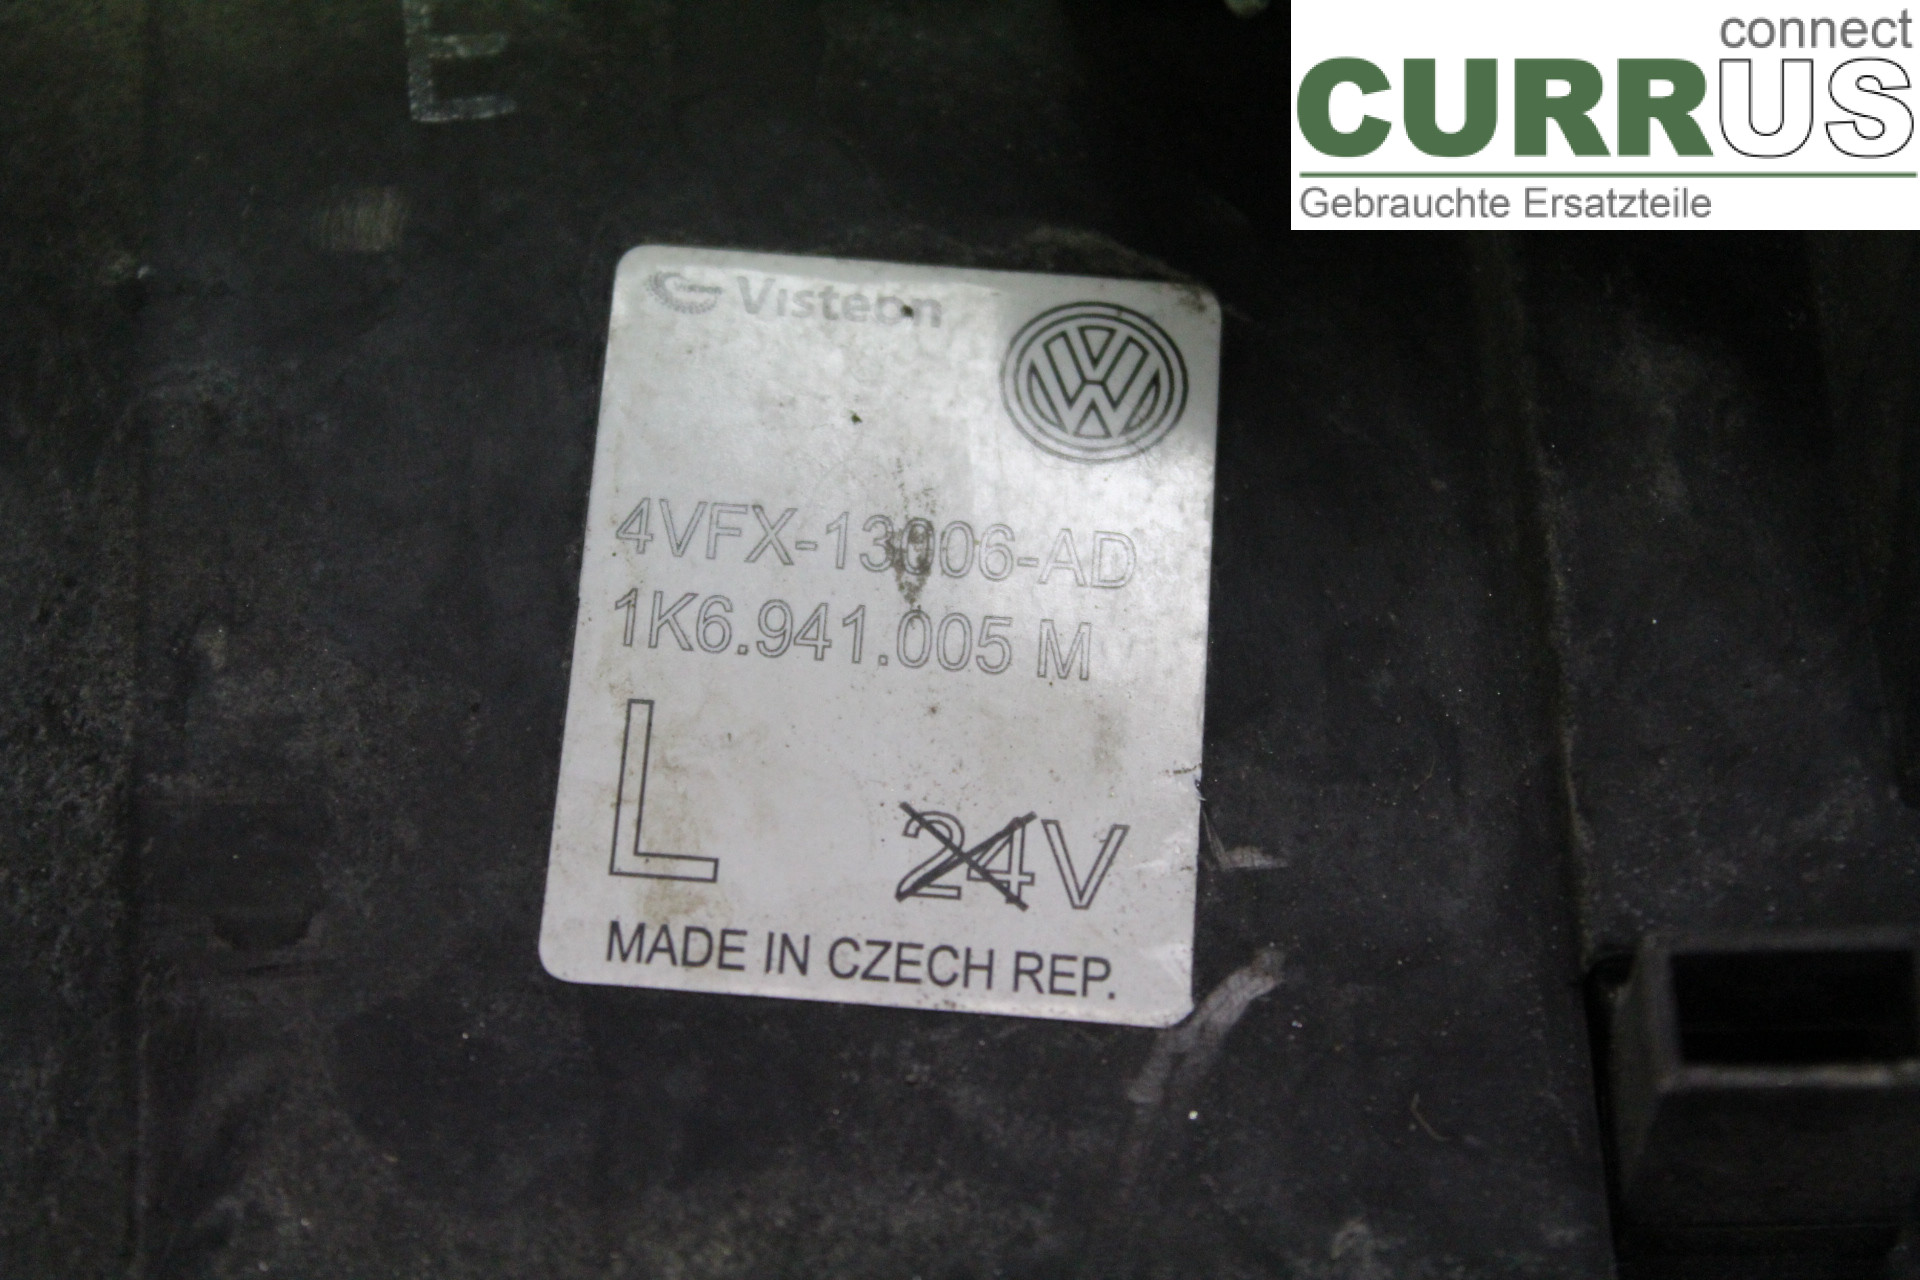 connect
CURRUS
Gebrauchte Ersatzteile
E
Visteon
4VFX-13006-AD
1K6.941.005 M
L
24V
MADE IN CZECH REP.